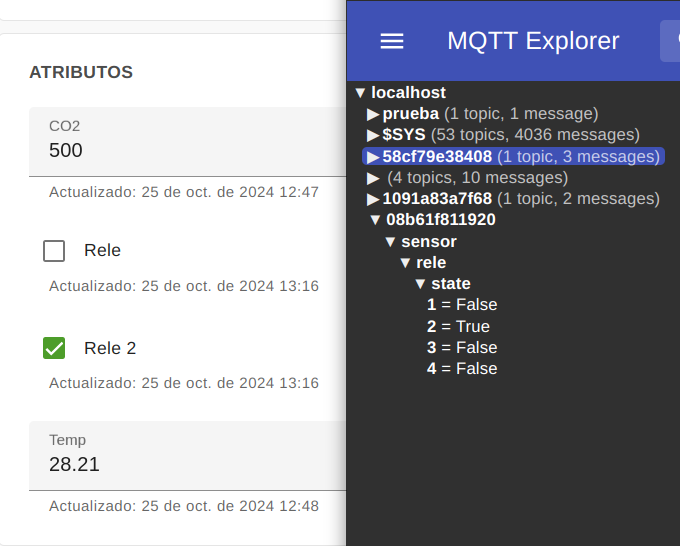 ATRIBUTOS
CO2
500
Actualizado: 25 de oct. de 2024 12:47
Rele
Actualizado: 25 de oct. de 2024 13:16
Rele 2
Actualizado: 25 de oct. de 2024 13:16
Temp
28.21
Actualizado: 25 de oct. de 2024 12:48
MQTT Explorer
▼ localhost
▶ prueba (1 topic, 1 message)
▶ $SYS (53 topics, 4036 messages)
▶ 58cf79e38408 (1 topic, 3 messages)
▶ (4 topics, 10 messages)
▶ 1091a83a7f68 (1 topic, 2 messages)
▼ 08b61f811920
▼ sensor
▼ rele
▼ state
1 = False
2 = True
3 = False
4 = False